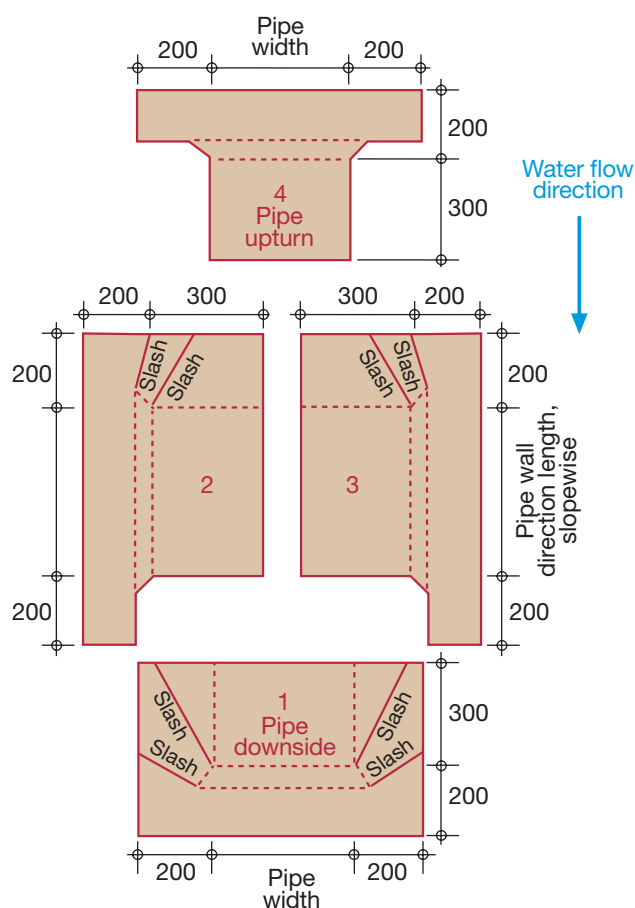 Pipe
width
200
200
200
300
4
Pipe
upturn
Water flow
direction
200
300
300
200
200
Slash
Slash
Slash
Slash
200
2
3
Pipe wall
direction length,
slopewise
200
200
1
Pipe
downside
Slash
Slash
Slash
Slash
300
200
200
Pipe
width
200